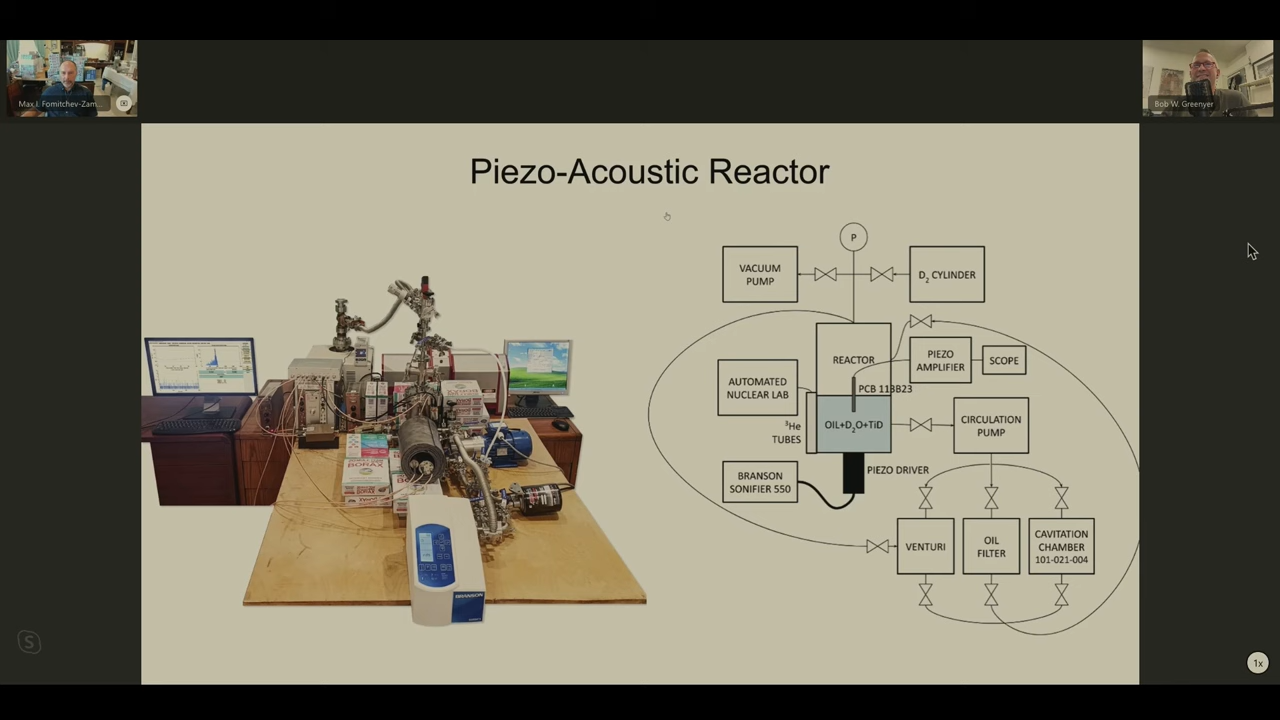 Max I. Fomitchev-Zam...
Bob W. Greenyer
Piezo-Acoustic Reactor
P
VACUUM
PUMP
D₂ CYLINDER
REACTOR
PIEZO
AMPLIFIER
SCOPE
PCB 113B23
AUTOMATED
NUCLEAR LAB
³He
TUBES
OIL+D₂O+TiD
CIRCULATION
PUMP
PIEZO DRIVER
BRANSON
SONIFIER 550
VENTURI
OIL
FILTER
CAVITATION
CHAMBER
101-021-004
BORAX
BORAX
BRANSON
S
1x